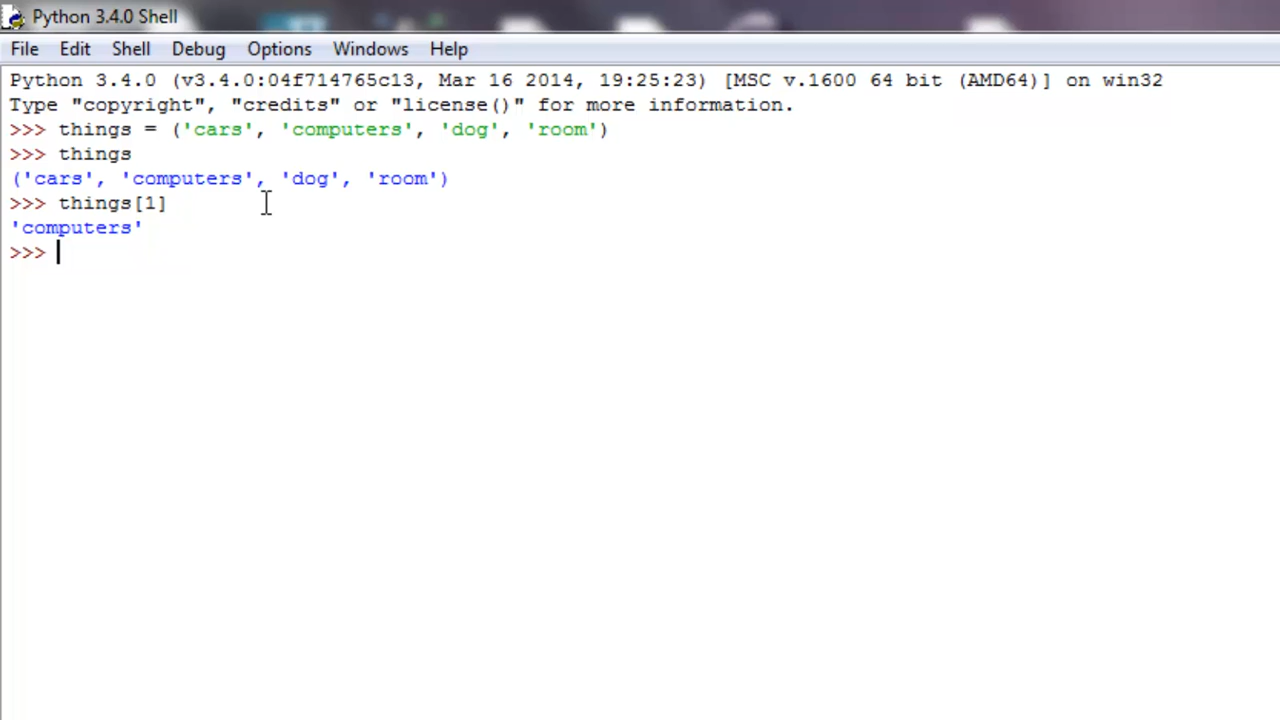 Python 3.4.0 Shell
File Edit Shell Debug Options Windows Help
Python 3.4.0 (v3.4.0:04f714765c13, Mar 16 2014, 19:25:23) [MSC v.1600 64 bit (AMD64)] on win32
Type "copyright", "credits" or "license()" for more information.
>>> things = ('cars', 'computers', 'dog', 'room')
>>> things
('cars', 'computers', 'dog', 'room')
>>> things[1]
'computers'
>>>